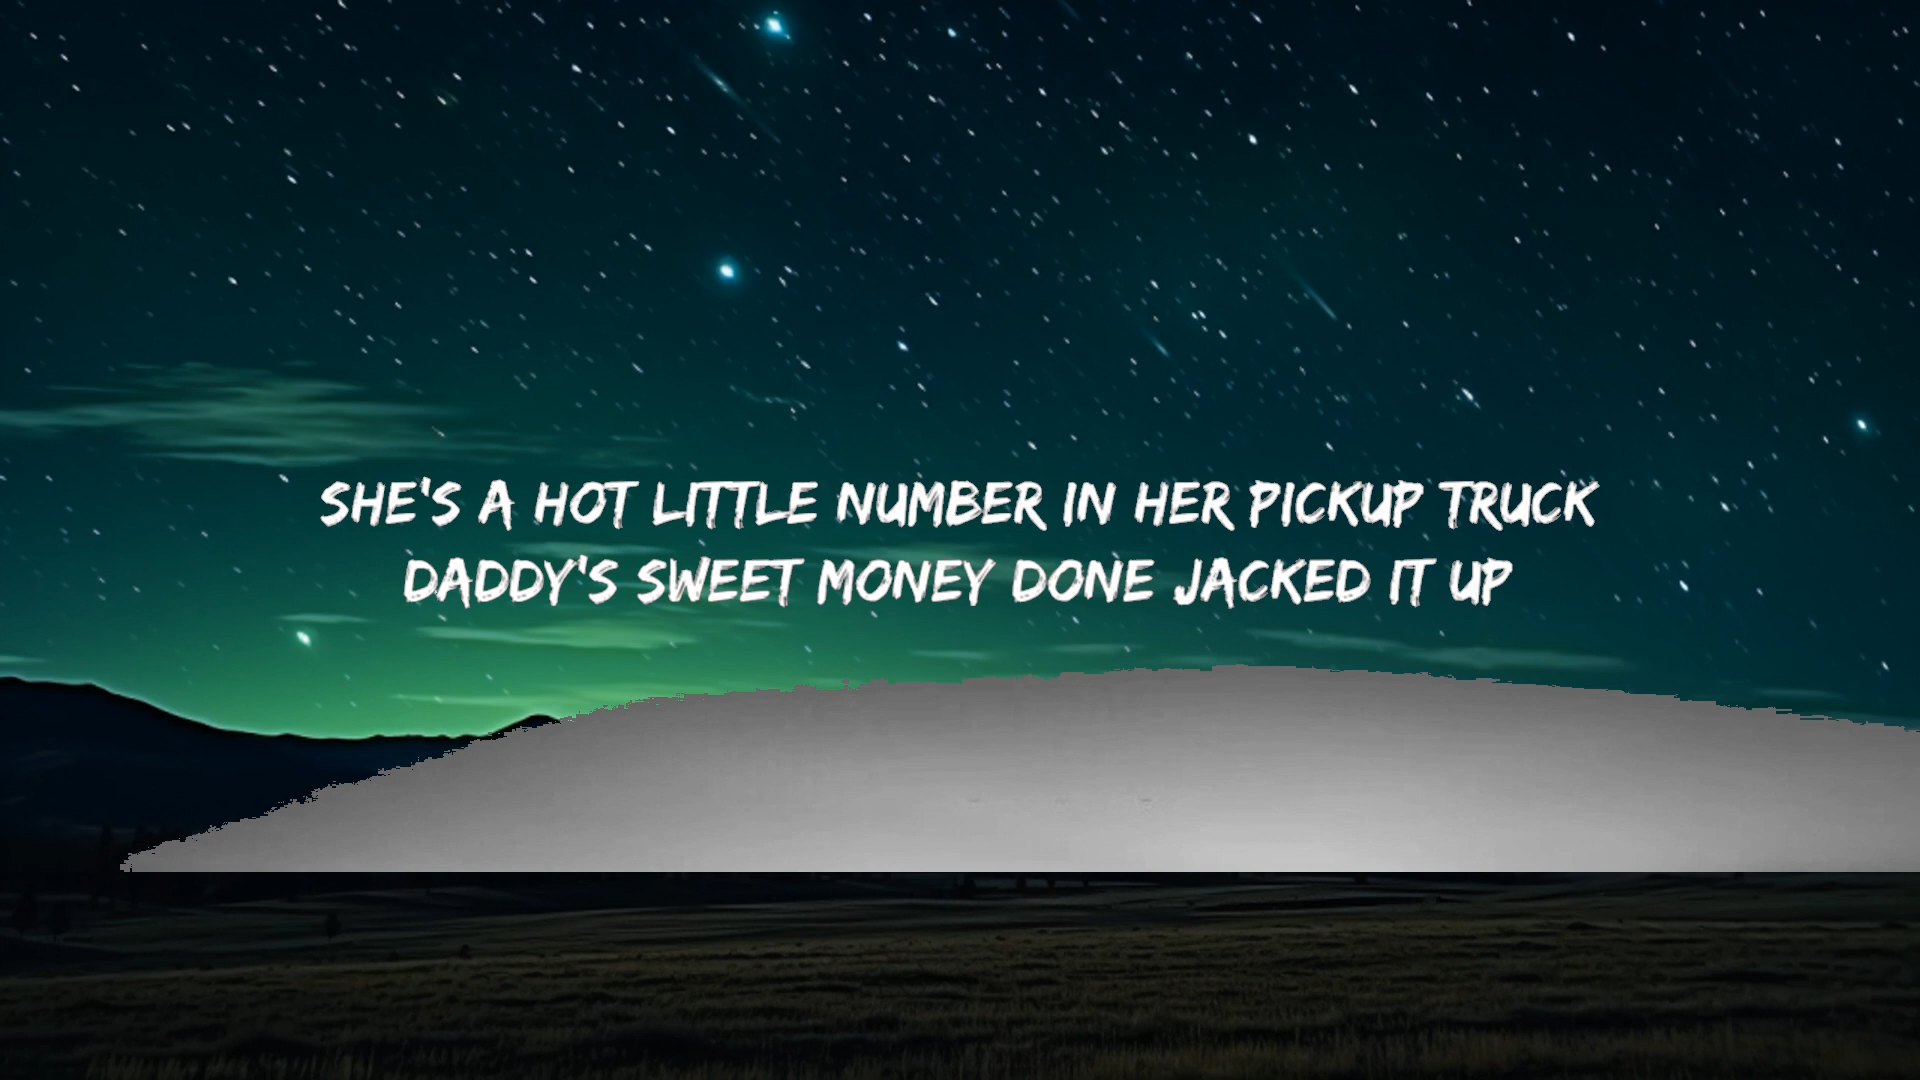 SHE'S A HOT LITTLE NUMBER IN HER PICKUP TRUCK
DADDY'S SWEET MONEY DONE JACKED IT UP